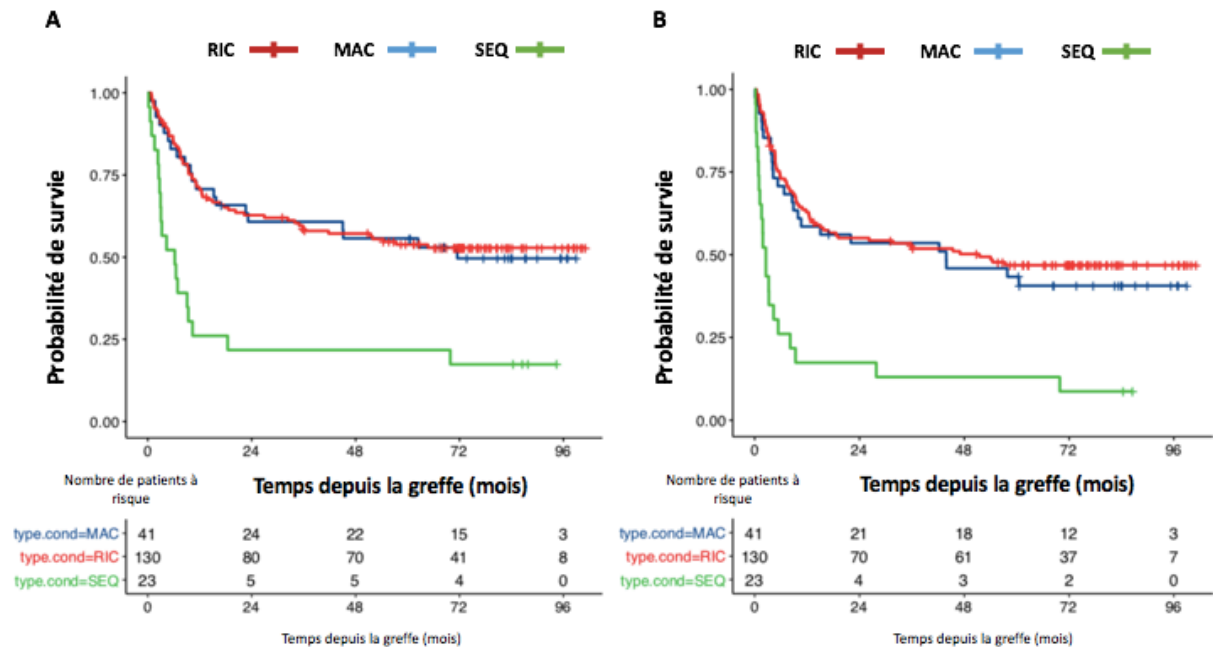 A
RIC MAC SEQ
Probabilité de survie
1.00
0.75
0.50
0.25
0.00
0 24 48 72 96
Nombre de patients à
risque
Temps depuis la greffe (mois)
type.cond=MAC 41 24 22 15 3
type.cond=RIC 130 80 70 41 8
type.cond=SEQ 23 5 5 4 0
0 24 48 72 96
Temps depuis la greffe (mois)
B
RIC MAC SEQ
Probabilité de survie
1.00
0.75
0.50
0.25
0.00
0 24 48 72 96
Nombre de patients à
risque
Temps depuis la greffe (mois)
type.cond=MAC 41 21 18 12 3
type.cond=RIC 130 70 61 37 7
type.cond=SEQ 23 4 3 2 0
0 24 48 72 96
Temps depuis la greffe (mois)